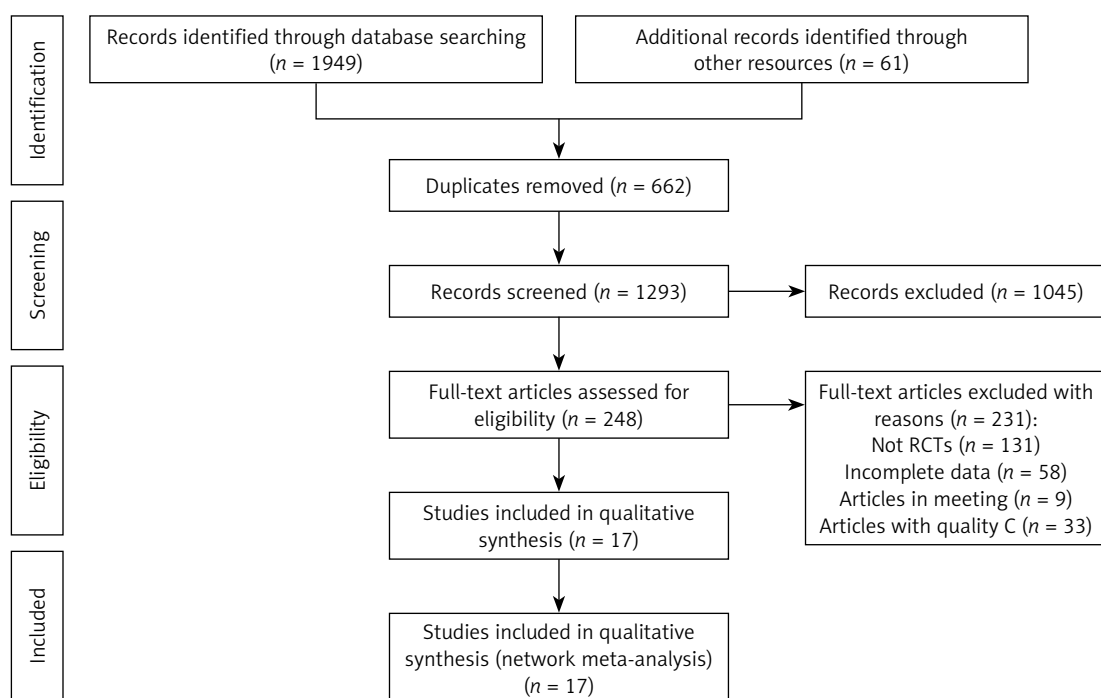 Identification
Records identified through database searching
(n = 1949)
Additional records identified through
other resources (n = 61)
Duplicates removed (n = 662)
Screening
Records screened (n = 1293)
Records excluded (n = 1045)
Eligibility
Full-text articles assessed for
eligibility (n = 248)
Full-text articles excluded with
reasons (n = 231):
Not RCTs (n = 131)
Incomplete data (n = 58)
Articles in meeting (n = 9)
Articles with quality C (n = 33)
Studies included in qualitative
synthesis (n = 17)
Included
Studies included in qualitative
synthesis (network meta-analysis)
(n = 17)